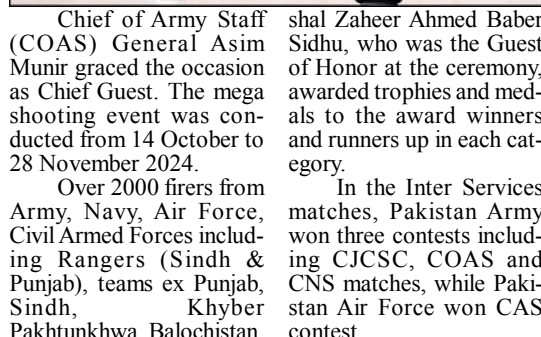 Chief of Army Staff
(COAS) General Asim
Munir graced the occasion
as Chief Guest. The mega
shooting event was con-
ducted from 14 October to
28 November 2024.
Over 2000 firers from
Army, Navy, Air Force,
Civil Armed Forces includ-
ing Rangers (Sindh &
Punjab), teams ex Punjab,
Sindh, Khyber
Pakhtunkhwa, Balochistan,
shal Zaheer Ahmed Baber
Sidhu, who was the Guest
of Honor at the ceremony,
awarded trophies and med-
als to the award winners
and runners up in each cat-
egory.
In the Inter Services
matches, Pakistan Army
won three contests includ-
ing CJCSC, COAS and
CNS matches, while Paki-
stan Air Force won CAS
contest